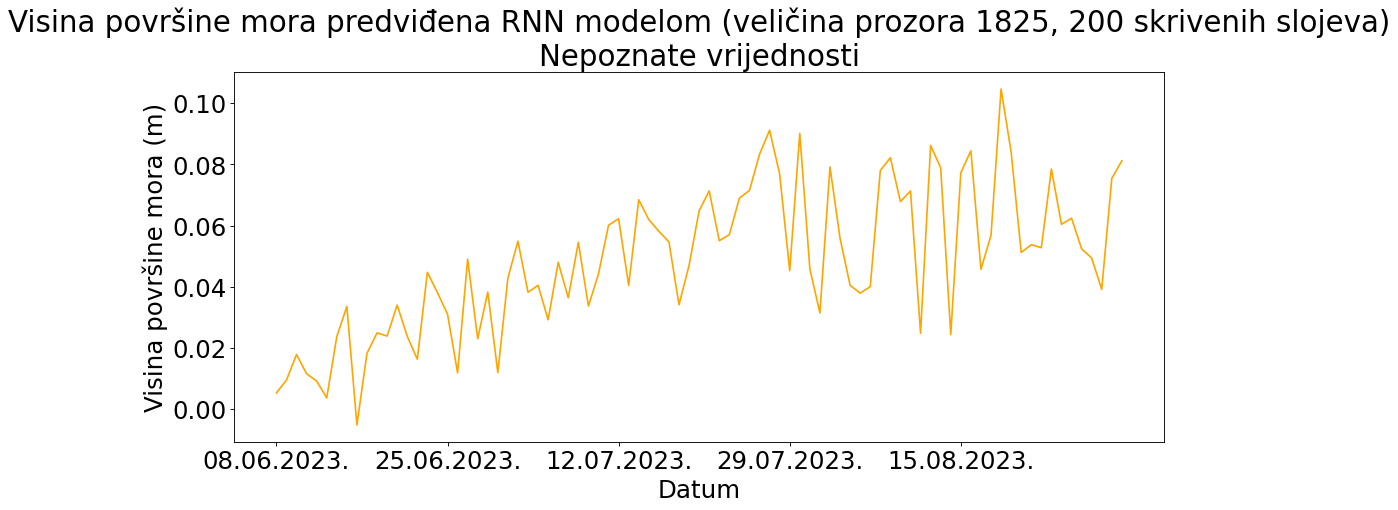 Visina površine mora predviđena RNN modelom (veličina prozora 1825, 200 skrivenih slojeva)
Nepoznate vrijednosti
Visina površine mora (m)
0.10
0.08
0.06
0.04
0.02
0.00
08.06.2023. 25.06.2023. 12.07.2023. 29.07.2023. 15.08.2023.
Datum